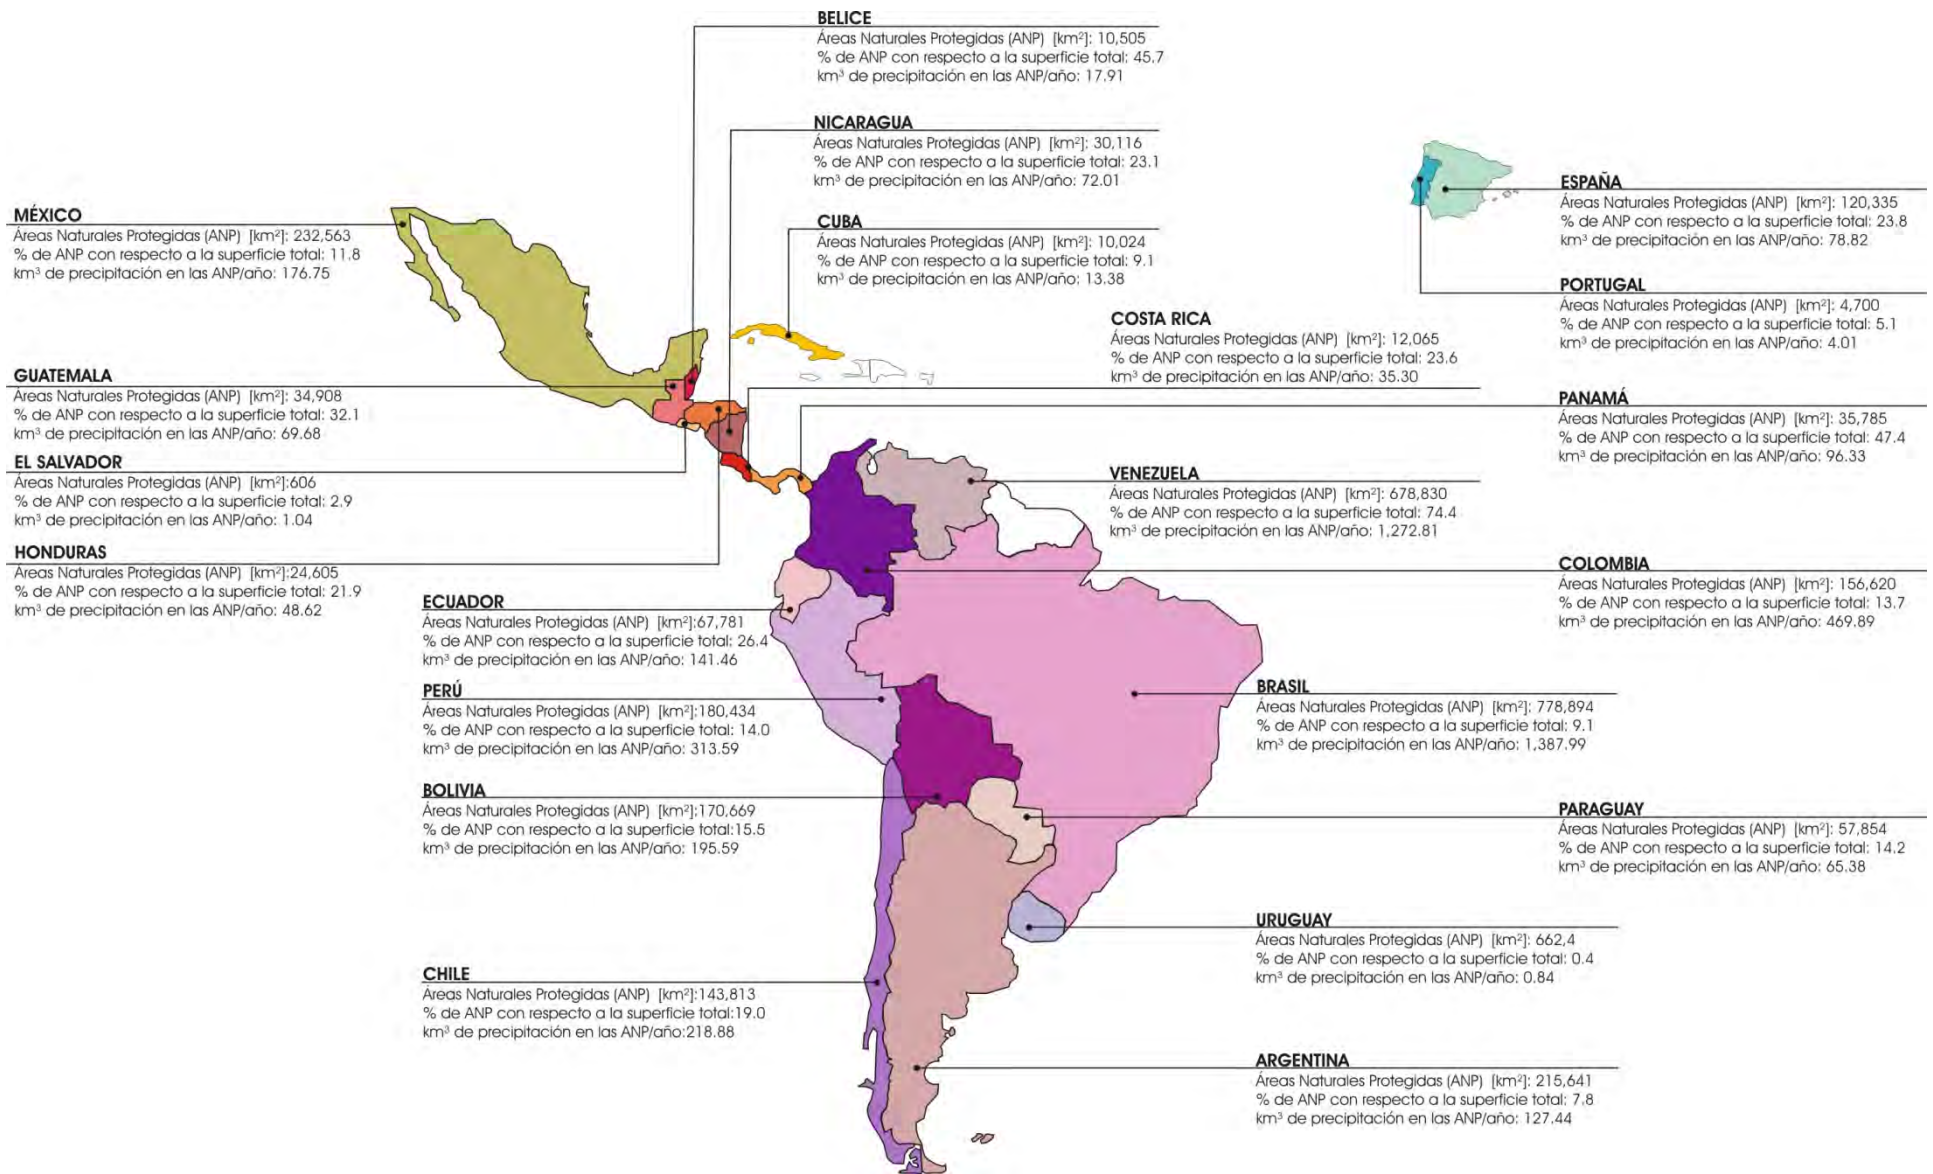 BELICE
Áreas Naturales Protegidas (ANP) [km²]: 10,505
% de ANP con respecto a la superficie total: 45.7
km³ de precipitación en las ANP/año: 17.91
NICARAGUA
Áreas Naturales Protegidas (ANP) [km²]: 30,116
% de ANP con respecto a la superficie total: 23.1
km³ de precipitación en las ANP/año: 72.01
ESPAÑA
Áreas Naturales Protegidas (ANP) [km²]: 120,335
% de ANP con respecto a la superficie total: 23.8
km³ de precipitación en las ANP/año: 78.82
MÉXICO
Áreas Naturales Protegidas (ANP) [km²]: 232,563
% de ANP con respecto a la superficie total: 11.8
km³ de precipitación en las ANP/año: 176.75
CUBA
Áreas Naturales Protegidas (ANP) [km²]: 10,024
% de ANP con respecto a la superficie total: 9.1
km³ de precipitación en las ANP/año: 13.38
PORTUGAL
Áreas Naturales Protegidas (ANP) [km²]: 4,700
% de ANP con respecto a la superficie total: 5.1
km³ de precipitación en las ANP/año: 4.01
COSTA RICA
Áreas Naturales Protegidas (ANP) [km²]: 12,065
% de ANP con respecto a la superficie total: 23.6
km³ de precipitación en las ANP/año: 35.30
GUATEMALA
Áreas Naturales Protegidas (ANP) [km²]: 34,908
% de ANP con respecto a la superficie total: 32.1
km³ de precipitación en las ANP/año: 69.68
PANAMÁ
Áreas Naturales Protegidas (ANP) [km²]: 35,785
% de ANP con respecto a la superficie total: 47.4
km³ de precipitación en las ANP/año: 96.33
EL SALVADOR
Áreas Naturales Protegidas (ANP) [km²]:606
% de ANP con respecto a la superficie total: 2.9
km³ de precipitación en las ANP/año: 1.04
VENEZUELA
Áreas Naturales Protegidas (ANP) [km²]: 678,830
% de ANP con respecto a la superficie total: 74.4
km³ de precipitación en las ANP/año: 1,272.81
HONDURAS
Áreas Naturales Protegidas (ANP) [km²]:24,605
% de ANP con respecto a la superficie total: 21.9
km³ de precipitación en las ANP/año: 48.62
COLOMBIA
Áreas Naturales Protegidas (ANP) [km²]: 156,620
% de ANP con respecto a la superficie total: 13.7
km³ de precipitación en las ANP/año: 469.89
ECUADOR
Áreas Naturales Protegidas (ANP) [km²]:67,781
% de ANP con respecto a la superficie total: 26.4
km³ de precipitación en las ANP/año: 141.46
PERÚ
Áreas Naturales Protegidas (ANP) [km²]:180,434
% de ANP con respecto a la superficie total: 14.0
km³ de precipitación en las ANP/año: 313.59
BRASIL
Áreas Naturales Protegidas (ANP) [km²]: 778,894
% de ANP con respecto a la superficie total: 9.1
km³ de precipitación en las ANP/año: 1,387.99
BOLIVIA
Áreas Naturales Protegidas (ANP) [km²]:170,669
% de ANP con respecto a la superficie total:15.5
km³ de precipitación en las ANP/año: 195.59
PARAGUAY
Áreas Naturales Protegidas (ANP) [km²]: 57,854
% de ANP con respecto a la superficie total: 14.2
km³ de precipitación en las ANP/año: 65.38
URUGUAY
Áreas Naturales Protegidas (ANP) [km²]: 662,4
% de ANP con respecto a la superficie total: 0.4
km³ de precipitación en las ANP/año: 0.84
CHILE
Áreas Naturales Protegidas (ANP) [km²]:143,813
% de ANP con respecto a la superficie total:19.0
km³ de precipitación en las ANP/año:218.88
ARGENTINA
Áreas Naturales Protegidas (ANP) [km²]: 215,641
% de ANP con respecto a la superficie total: 7.8
km³ de precipitación en las ANP/año: 127.44